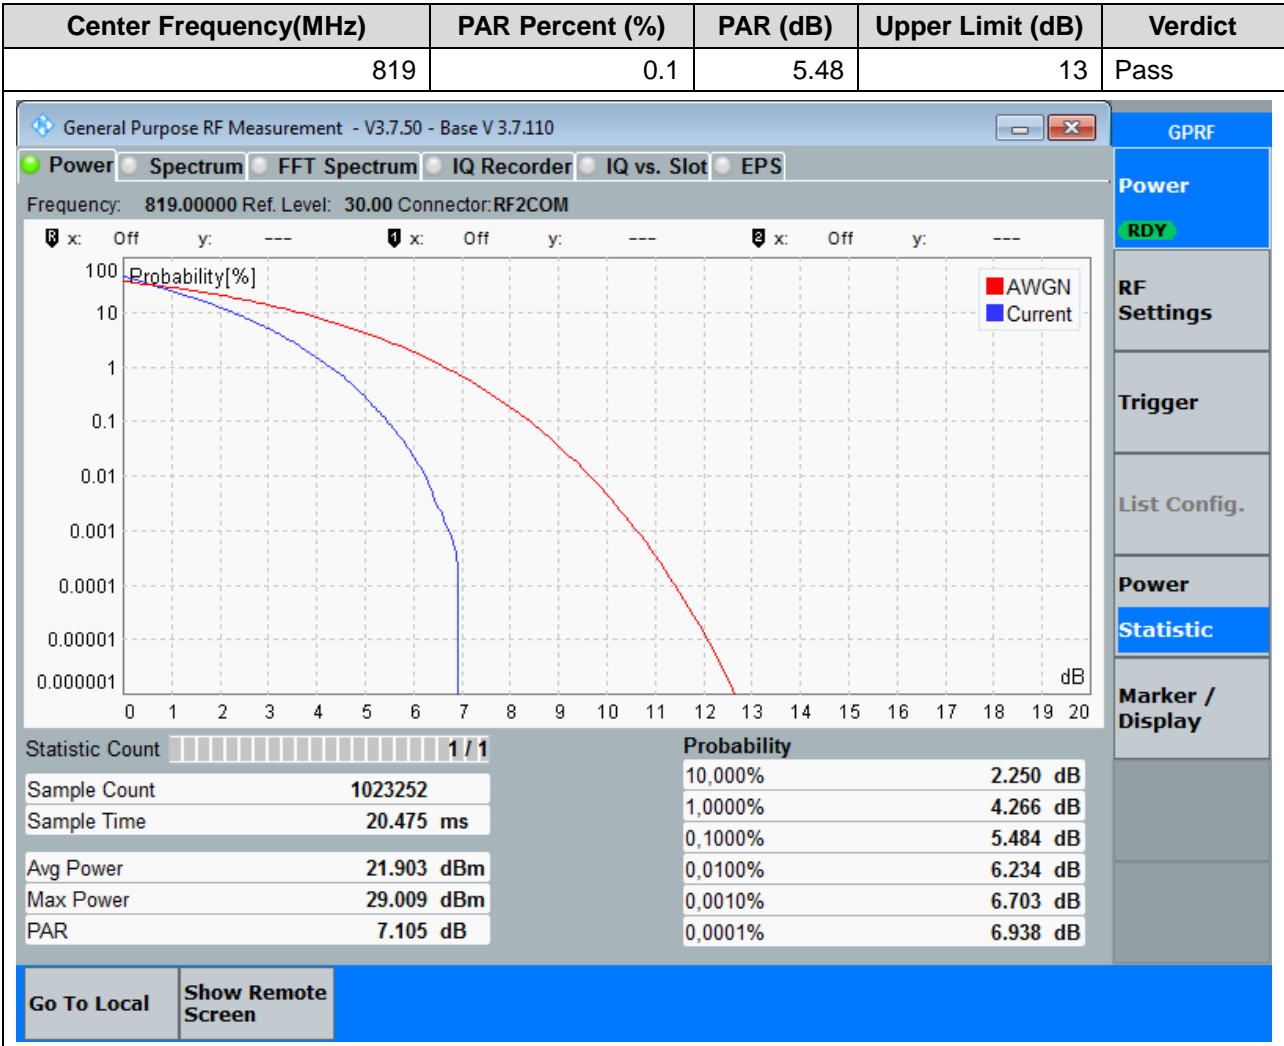 Center Frequency(MHz) PAR Percent (%) PAR (dB) Upper Limit (dB) Verdict
819 0.1 5.48 13 Pass
General Purpose RF Measurement - V3.7.50 - Base V 3.7.110
GPRF
Power Spectrum FFT Spectrum IQ Recorder IQ vs. Slot EPS
Frequency: 819.00000 Ref. Level: 30.00 Connector: RF2COM
R x: Off y: --- 1 x: Off y: --- 2 x: Off y: ---
Probability[%]
AWGN
Current
100
10
1
0.1
0.01
0.001
0.0001
0.00001
0.000001
dB
0 1 2 3 4 5 6 7 8 9 10 11 12 13 14 15 16 17 18 19 20
Statistic Count 1 / 1
Sample Count 1023252
Sample Time 20.475 ms
Avg Power 21.903 dBm
Max Power 29.009 dBm
PAR 7.105 dB
Probability
10,000% 2.250 dB
1,0000% 4.266 dB
0,1000% 5.484 dB
0,0100% 6.234 dB
0,0010% 6.703 dB
0,0001% 6.938 dB
Power
RDY
RF
Settings
Trigger
List Config.
Power
Statistic
Marker /
Display
Go To Local
Show Remote
Screen